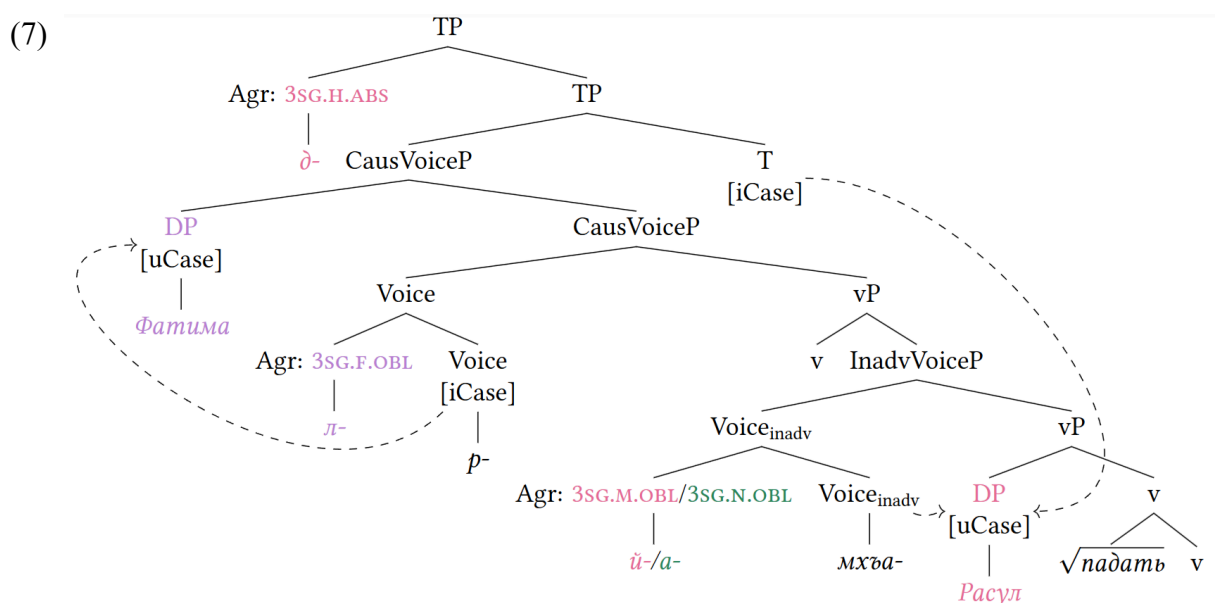 (7)
TP
Agr: 3SG.H.ABS TP
д- CausVoiceP T
[iCase]
DP CausVoiceP
[uCase]
Фатима
Voice vP
Agr: 3SG.F.OBL Voice v InadvVoiceP
[iCase]
л- р-
Voiceinadv vP
Agr: 3SG.M.OBL/3SG.N.OBL Voiceinadv DP v
[uCase]
й-/а- мхъа- √падать v
Расул